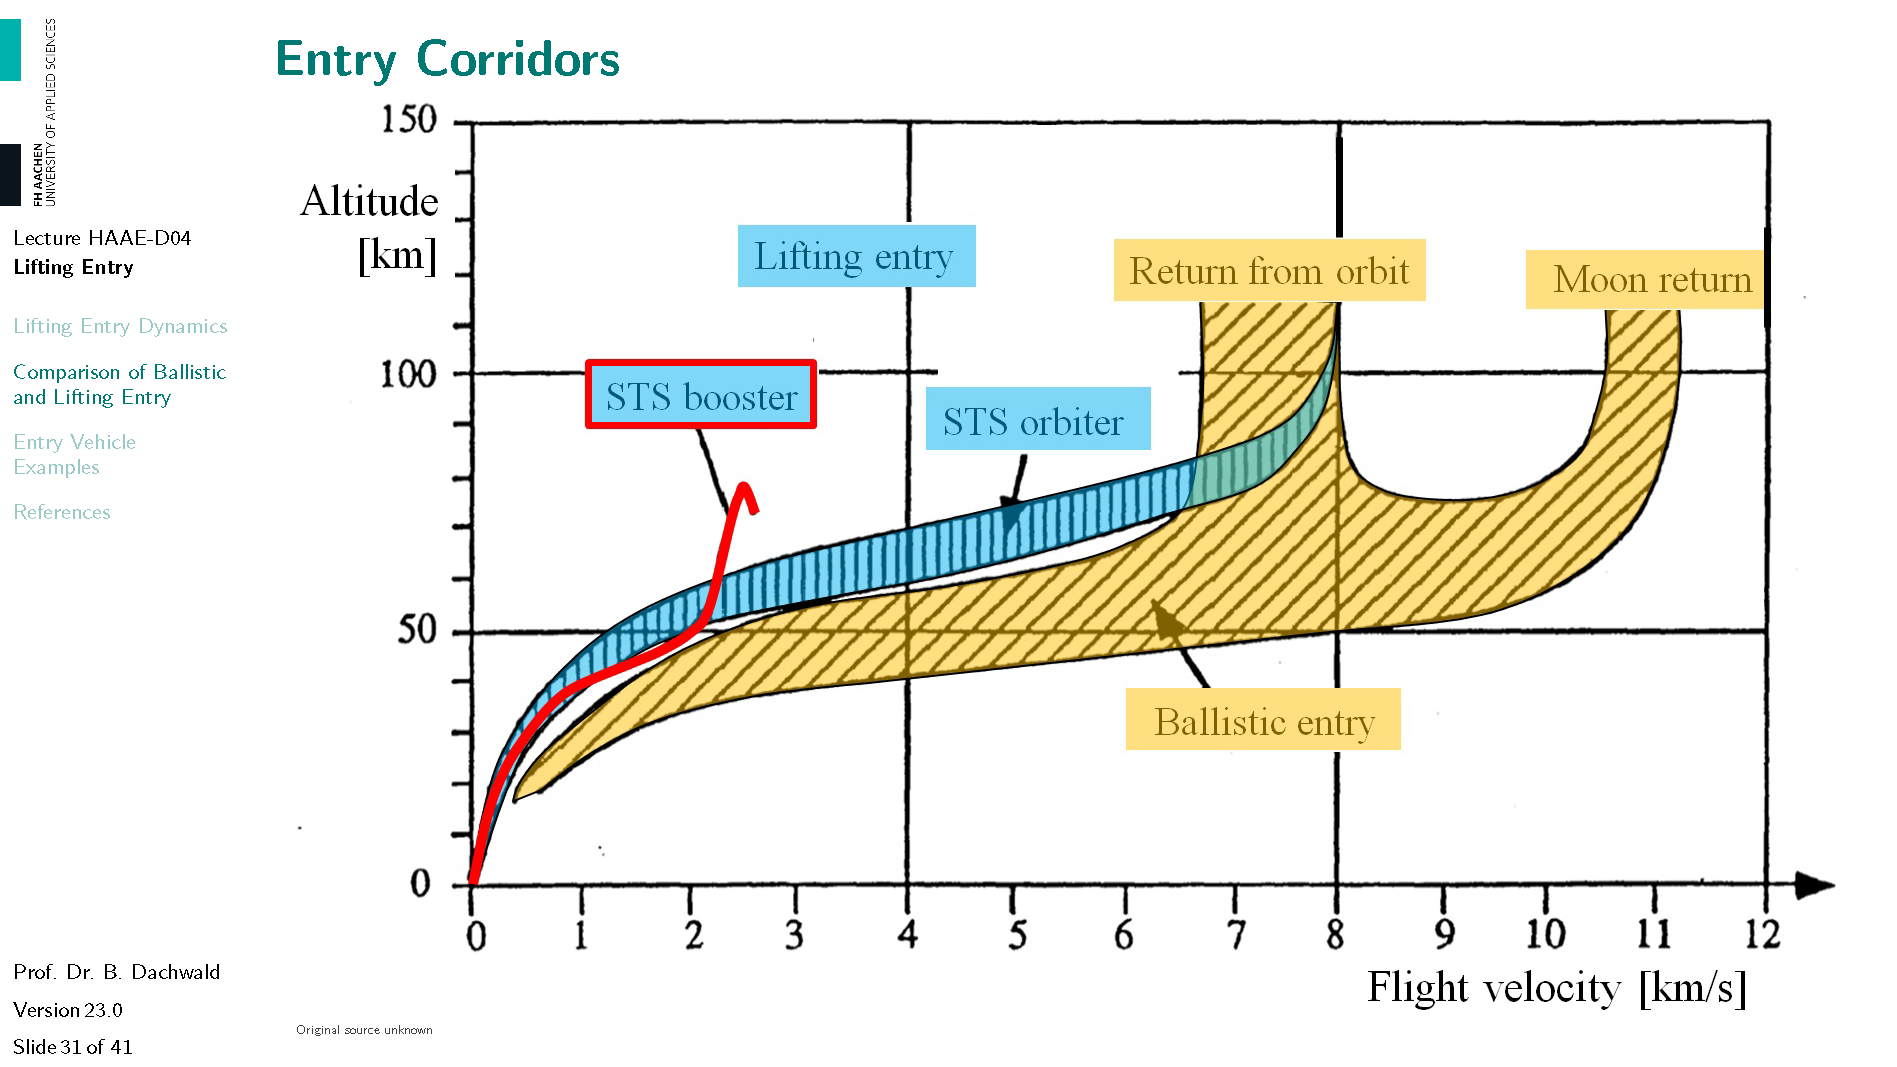 FH AACHEN
UNIVERSITY OF APPLIED SCIENCES
Lecture HAAE-D04
Lifting Entry
Lifting Entry Dynamics
Comparison of Ballistic
and Lifting Entry
Entry Vehicle
Examples
References
Prof. Dr. B. Dachwald
Version 23.0
Slide 31 of 41
Entry Corridors
150
Altitude
[km]
100
50
0
Lifting entry
Return from orbit
Moon return
STS booster
STS orbiter
Ballistic entry
0 1 2 3 4 5 6 7 8 9 10 11 12
Flight velocity [km/s]
Original source unknown